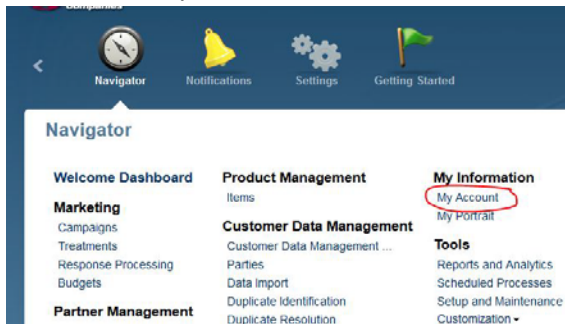 Companies
Navigator
Notifications
Settings
Getting Started
Navigator
Welcome Dashboard
Marketing
Campaigns
Treatments
Response Processing
Budgets
Partner Management
Product Management
Items
Customer Data Management
Customer Data Management ...
Parties
Data Import
Duplicate Identification
Duplicate Resolution
My Information
My Account
My Portrait
Tools
Reports and Analytics
Scheduled Processes
Setup and Maintenance
Customization